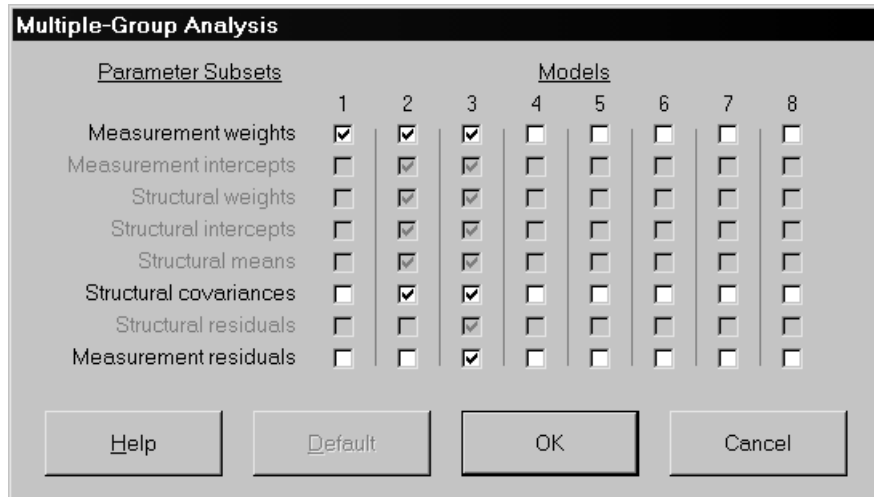 Multiple-Group Analysis
Parameter Subsets Models
1 2 3 4 5 6 7 8
Measurement weights
Measurement intercepts
Structural weights
Structural intercepts
Structural means
Structural covariances
Structural residuals
Measurement residuals
Help Default OK Cancel